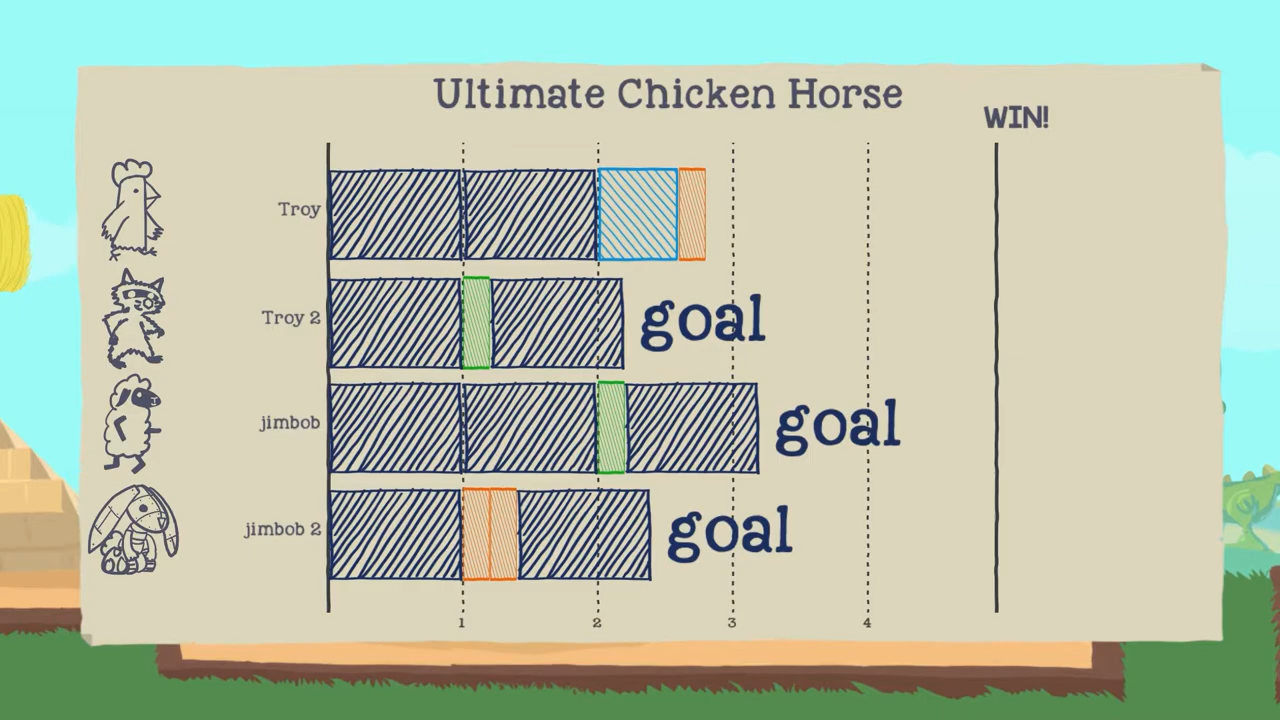 Ultimate Chicken Horse
WIN!
Troy
Troy 2 goal
jimbob goal
jimbob 2 goal
1 2 3 4